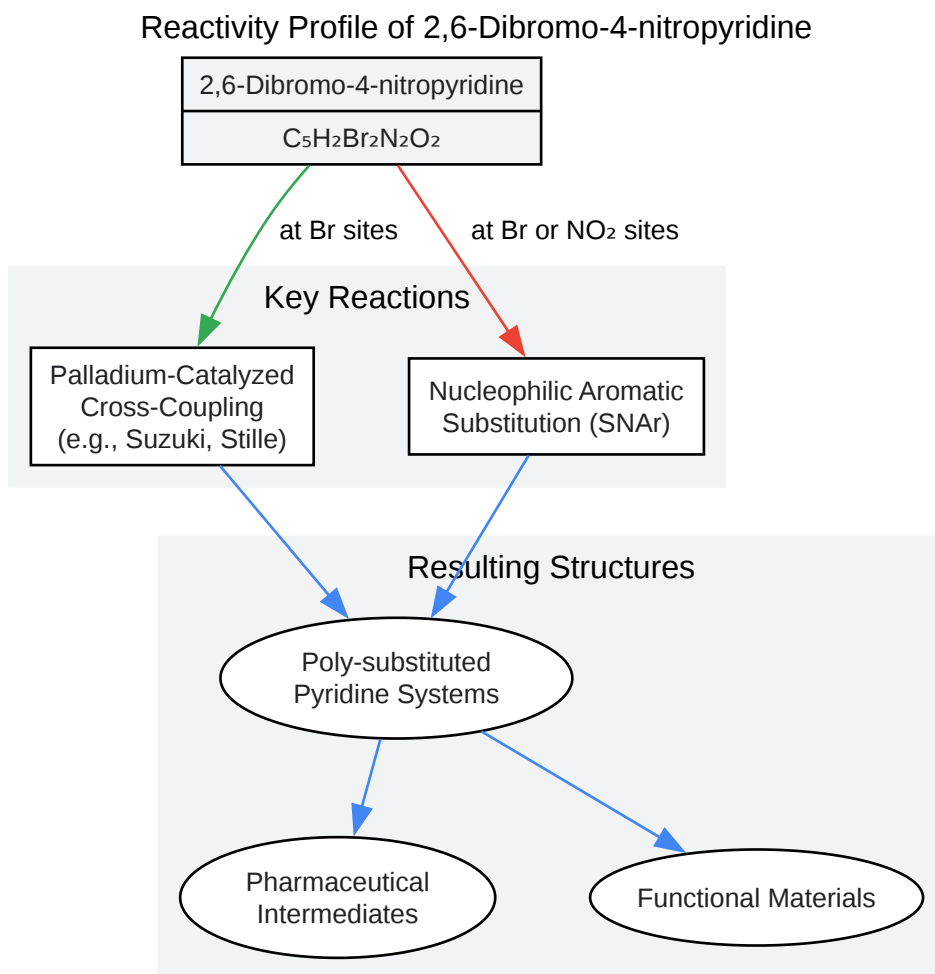 Reactivity Profile of 2,6-Dibromo-4-nitropyridine
2,6-Dibromo-4-nitropyridine
C₅H₂Br₂N₂O₂
at Br sites
at Br or NO₂ sites
Key Reactions
Palladium-Catalyzed
Cross-Coupling
(e.g., Suzuki, Stille)
Nucleophilic Aromatic
Substitution (SNAr)
Resulting Structures
Poly-substituted
Pyridine Systems
Pharmaceutical
Intermediates
Functional Materials